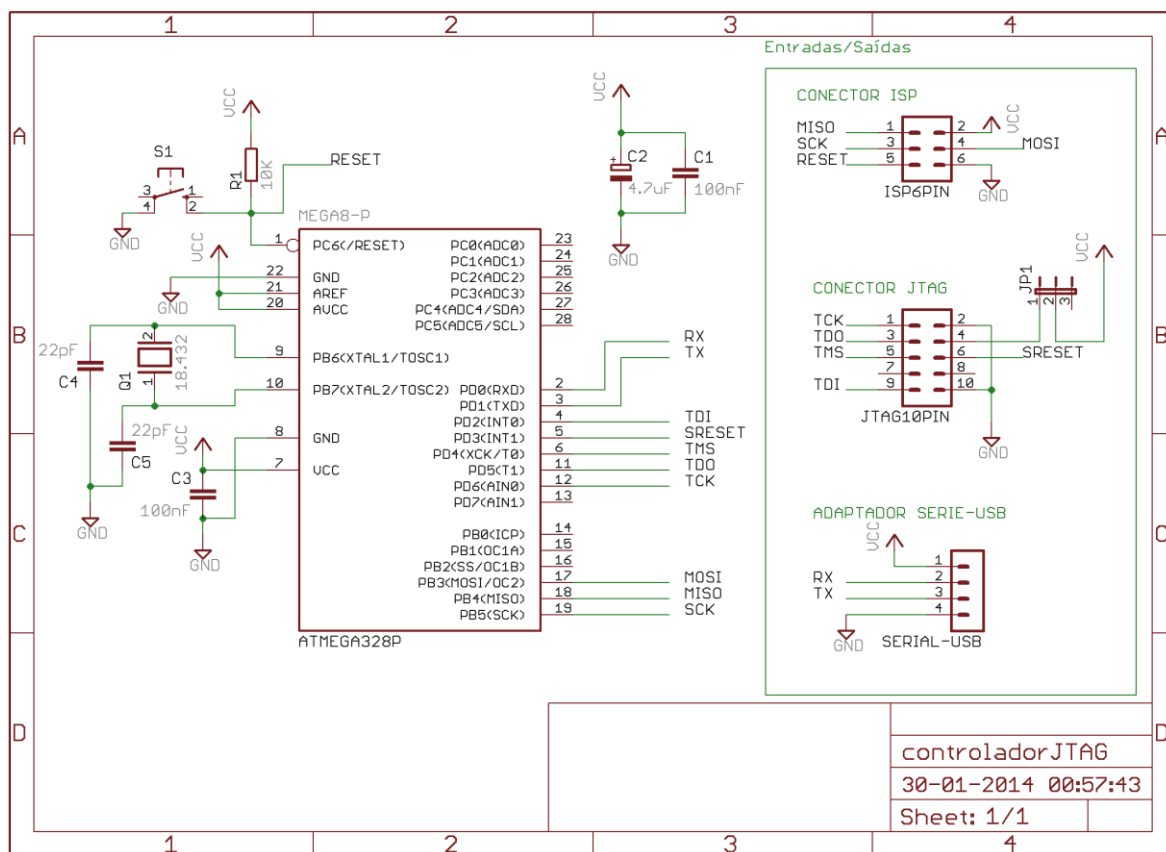 1 2 3 4
A
B
C
D
A
B
C
D
1 2 3 4
VCC
S1
3 1
4 2
GND
R1
10K
RESET
MEGA8-P
VCC
C2
4.7uF
C1
100nF
GND
1 PC6(/RESET)
22 GND
21 AREF
20 AVCC
9 PB6(XTAL1/TOSC1)
10 PB7(XTAL2/TOSC2)
8 GND
7 VCC
PC0(ADC0) 23
PC1(ADC1) 24
PC2(ADC2) 25
PC3(ADC3) 26
PC4(ADC4/SDA) 27
PC5(ADC5/SCL) 28
PD0(RXD) 2 RX
PD1(TXD) 3 TX
PD2(INT0) 4 TDI
PD3(INT1) 5 SRESET
PD4(XCK/T0) 6 TMS
PD5(T1) 11 TDO
PD6(AIN0) 12 TCK
PD7(AIN1) 13
PB0(ICP) 14
PB1(OC1A) 15
PB2(SS/OC1B) 16
PB3(MOSI/OC2) 17 MOSI
PB4(MISO) 18 MISO
PB5(SCK) 19 SCK
ATMEGA328P
VCC
GND
22pF
C4
2
Q1
1
18.432
22pF
C5
GND
VCC
C3
100nF
GND
Entradas/Saídas
CONECTOR ISP
MISO 1 2 VCC
SCK 3 4 MOSI
RESET 5 6 GND
ISP6PIN
CONECTOR JTAG
TCK 1 2
TDO 3 4
TMS 5 6 SRESET
7 8
TDI 9 10
JTAG10PIN
GND
JP1
1 2 3
VCC
ADAPTADOR SERIE-USB
VCC 1
RX 2
TX 3
GND 4
SERIAL-USB
controladorJTAG
30-01-2014 00:57:43
Sheet: 1/1